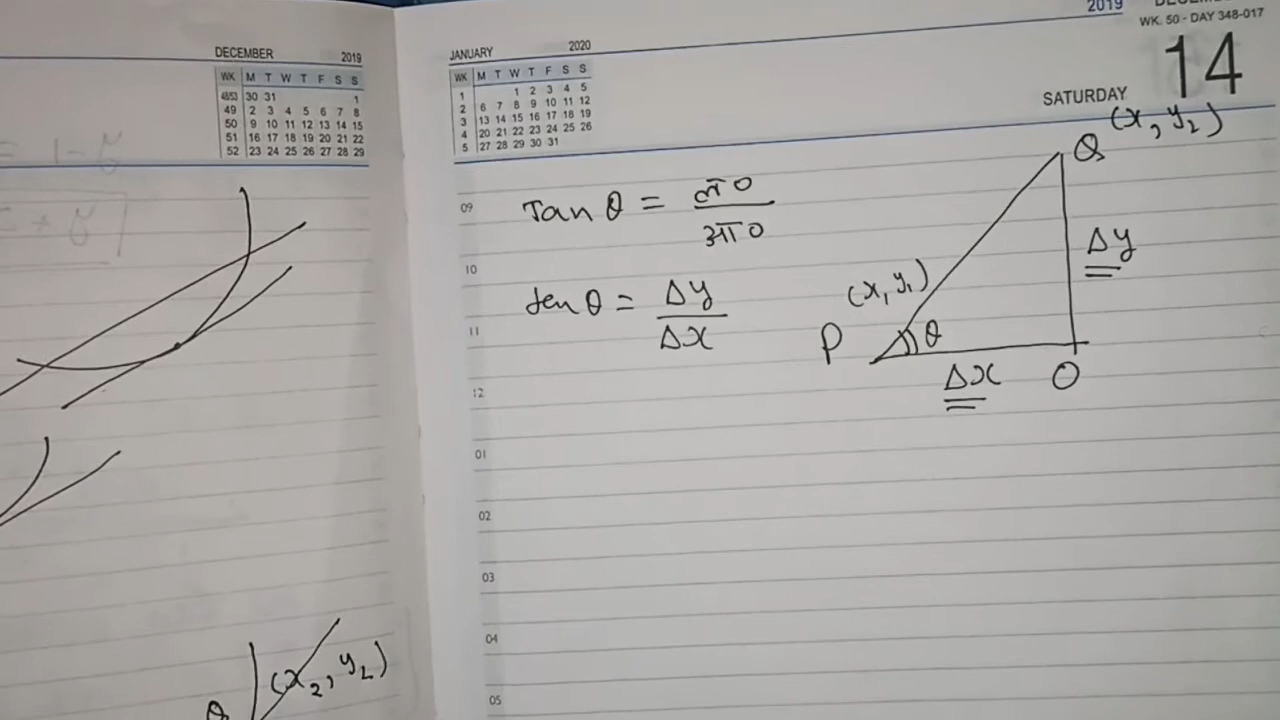 DECEMBER 2019
WK M T W T F S S
48/53 30 31 1
49 2 3 4 5 6 7 8
50 9 10 11 12 13 14 15
51 16 17 18 19 20 21 22
52 23 24 25 26 27 28 29
(x₂, y₂)
JANUARY 2020
WK M T W T F S S
1 1 2 3 4 5
2 6 7 8 9 10 11 12
3 13 14 15 16 17 18 19
4 20 21 22 23 24 25 26
5 27 28 29 30 31
2019
WK. 50 - DAY 348-017
14
SATURDAY
(x, y₂)
Q
09
Tan θ = लं०/आ०
Δy
10
(x, y₁)
tan θ = Δy/Δx
11
P θ
Δx O
12
01
02
03
04
05